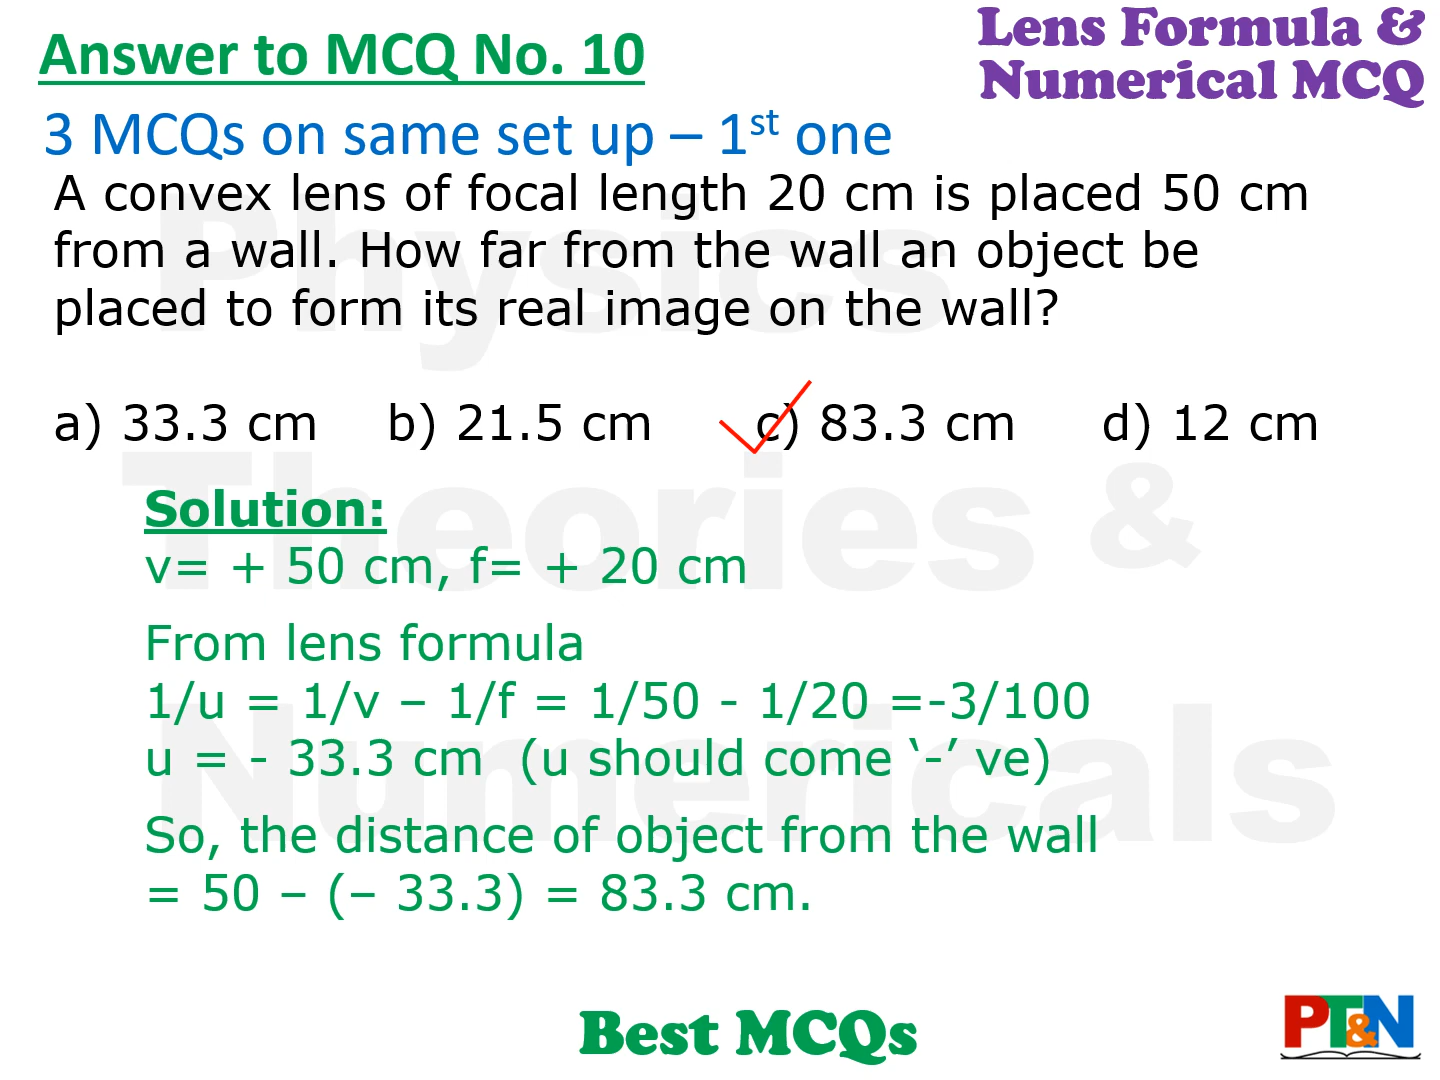 Answer to MCQ No. 10
Lens Formula &
Numerical MCQ
3 MCQs on same set up – 1st one
A convex lens of focal length 20 cm is placed 50 cm
from a wall. How far from the wall an object be
placed to form its real image on the wall?
a) 33.3 cm b) 21.5 cm c) 83.3 cm d) 12 cm
Solution:
v= + 50 cm, f= + 20 cm
From lens formula
1/u = 1/v – 1/f = 1/50 - 1/20 =-3/100
u = - 33.3 cm (u should come ‘-’ ve)
So, the distance of object from the wall
= 50 – (– 33.3) = 83.3 cm.
Physics
Theories &
Numericals
Best MCQs
PT&N